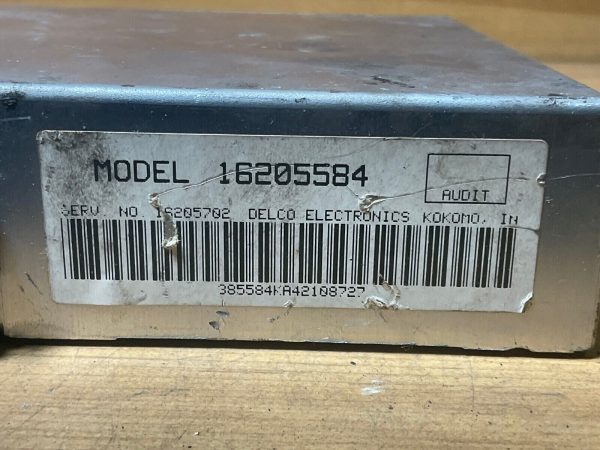 MODEL 16205584
AUDIT
SERV. NO. 16205702 DELCO ELECTRONICS KOKOMO, IN
385584KA42108727